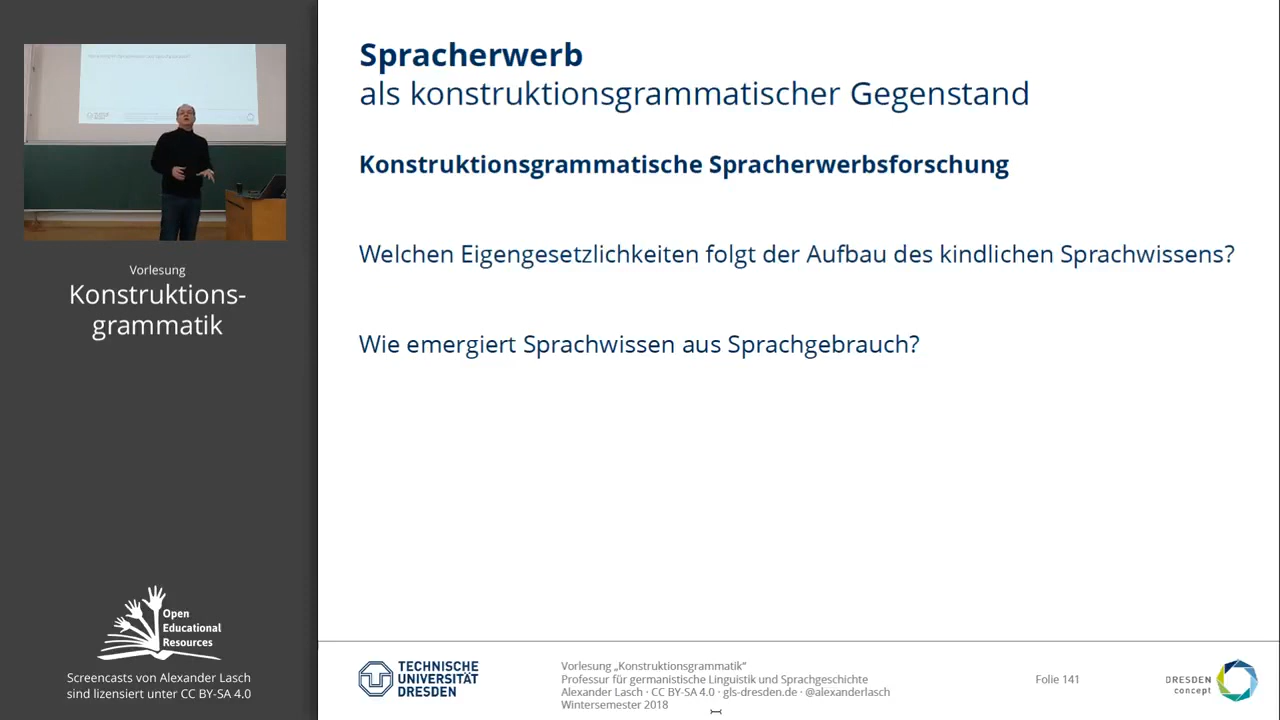 Spracherwerb
als konstruktionsgrammatischer Gegenstand
Konstruktionsgrammatische Spracherwerbsforschung
Welchen Eigengesetzlichkeiten folgt der Aufbau des kindlichen Sprachwissens?
Wie emergiert Sprachwissen aus Sprachgebrauch?
Vorlesung
Konstruktions-
grammatik
Open
Educational
Resources
Screencasts von Alexander Lasch
sind lizensiert unter CC BY-SA 4.0
TECHNISCHE
UNIVERSITÄT
DRESDEN
Vorlesung „Konstruktionsgrammatik“
Professur für germanistische Linguistik und Sprachgeschichte
Alexander Lasch · CC BY-SA 4.0 · gls-dresden.de · @alexanderlasch
Wintersemester 2018
Folie 141
DRESDEN
concept